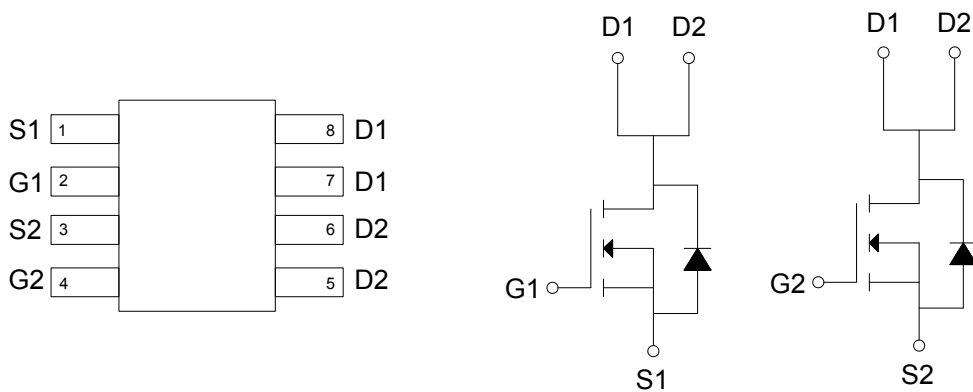 S1 1 8 D1
G1 2 7 D1
S2 3 6 D2
G2 4 5 D2
D1 D2
G1
S1
D1 D2
G2
S2